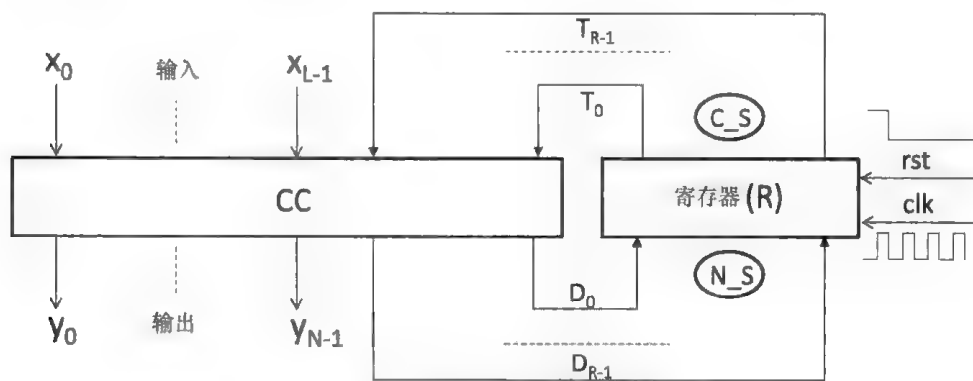 T_{R-1}
x_0 输入 x_{L-1}
T_0
C_S
rst
CC
寄存器(R)
clk
N_S
D_0
y_0 输出 y_{N-1}
D_{R-1}